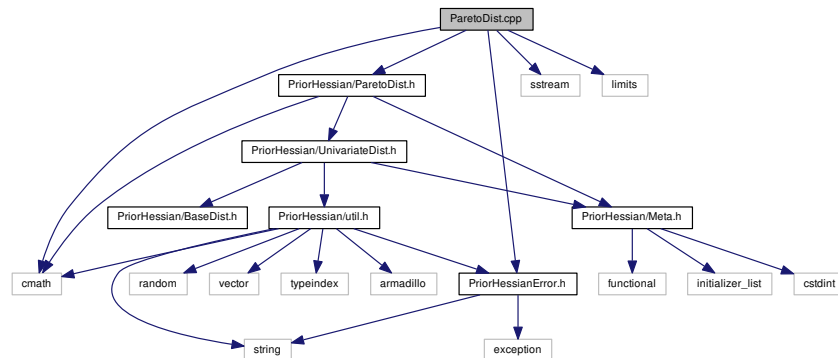 ParetoDist.cpp
PriorHessian/ParetoDist.h
sstream
limits
PriorHessian/UnivariateDist.h
PriorHessian/BaseDist.h
PriorHessian/util.h
PriorHessian/Meta.h
cmath
random
vector
typeindex
armadillo
PriorHessianError.h
functional
initializer_list
cstdint
string
exception